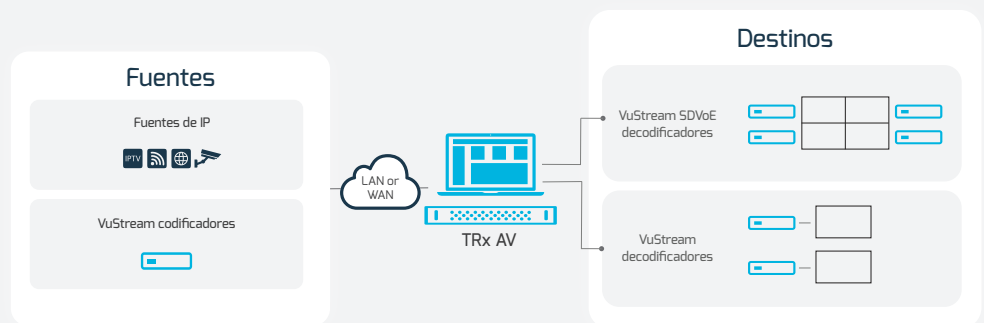 Fuentes
Fuentes de IP
IPTV
VuStream codificadores
LAN or
WAN
TRx AV
Destinos
VuStream SDVoE
decodificadores
VuStream
decodificadores